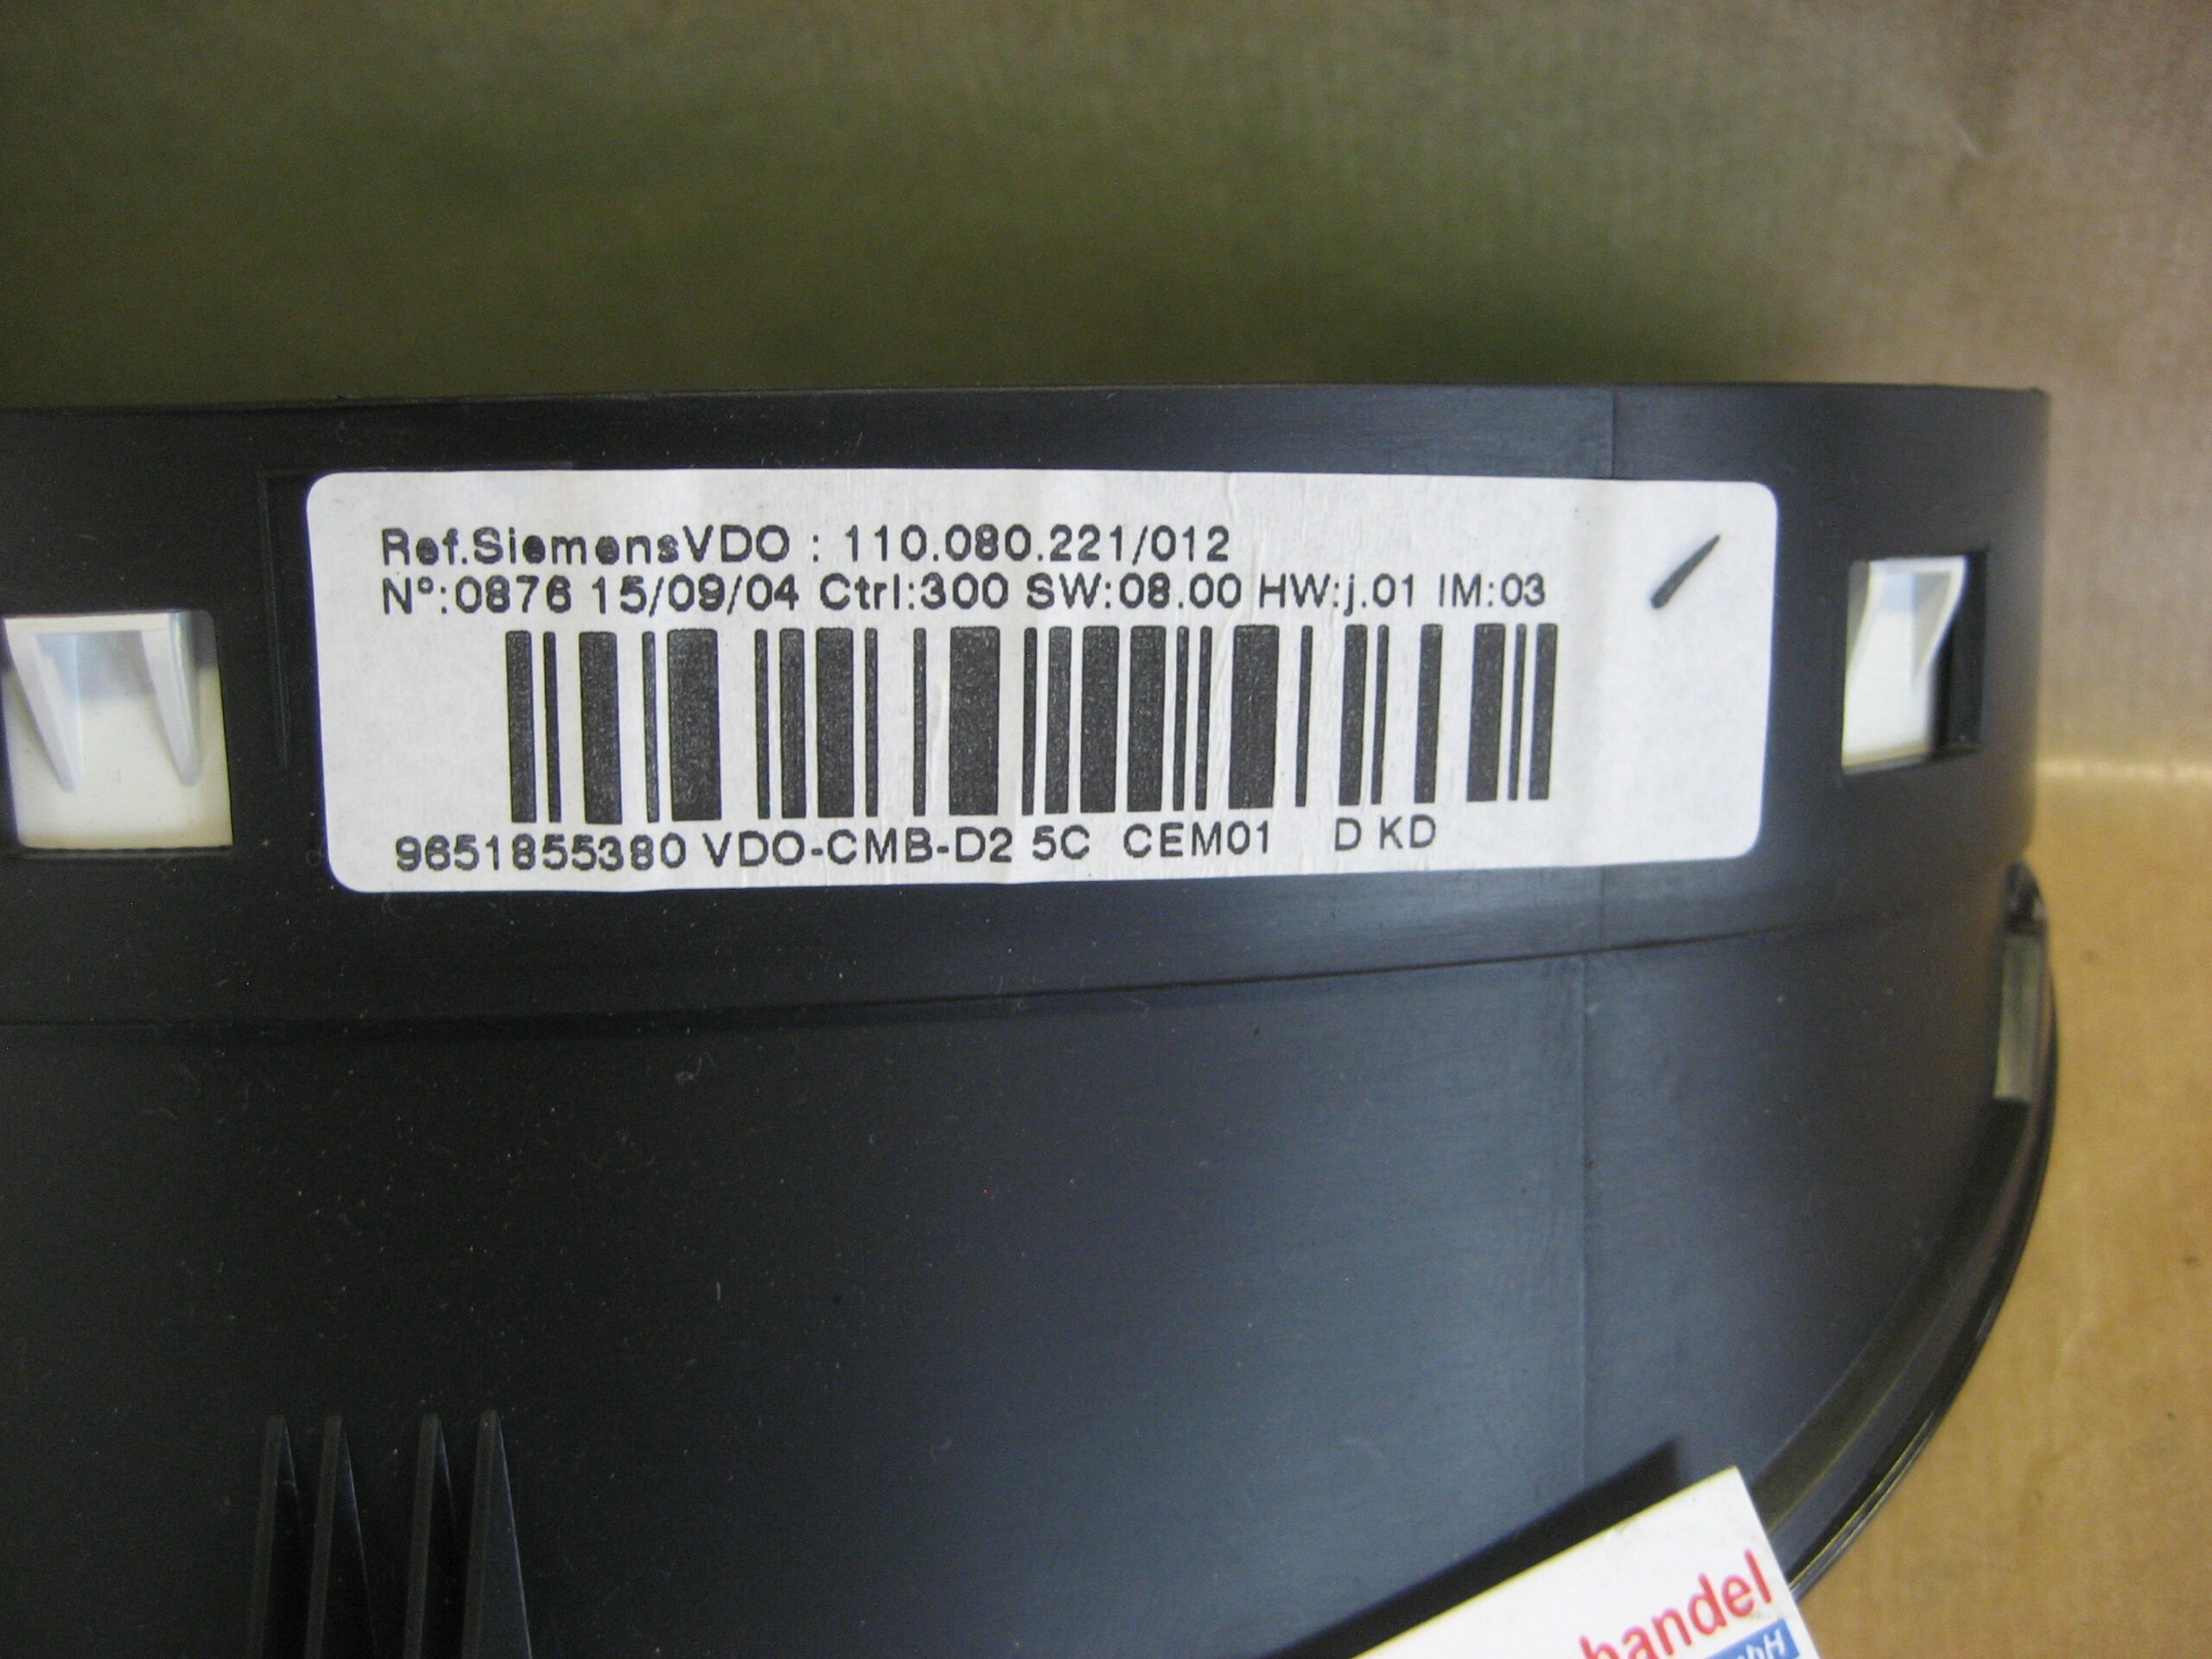 Ref.SiemensVDO : 110.080.221/012
Nº:0876 15/09/04 Ctrl:300 SW:08.00 HW:j.01 IM:03
9651855380 VDO-CMB-D2 5C CEM01 D KD
handel